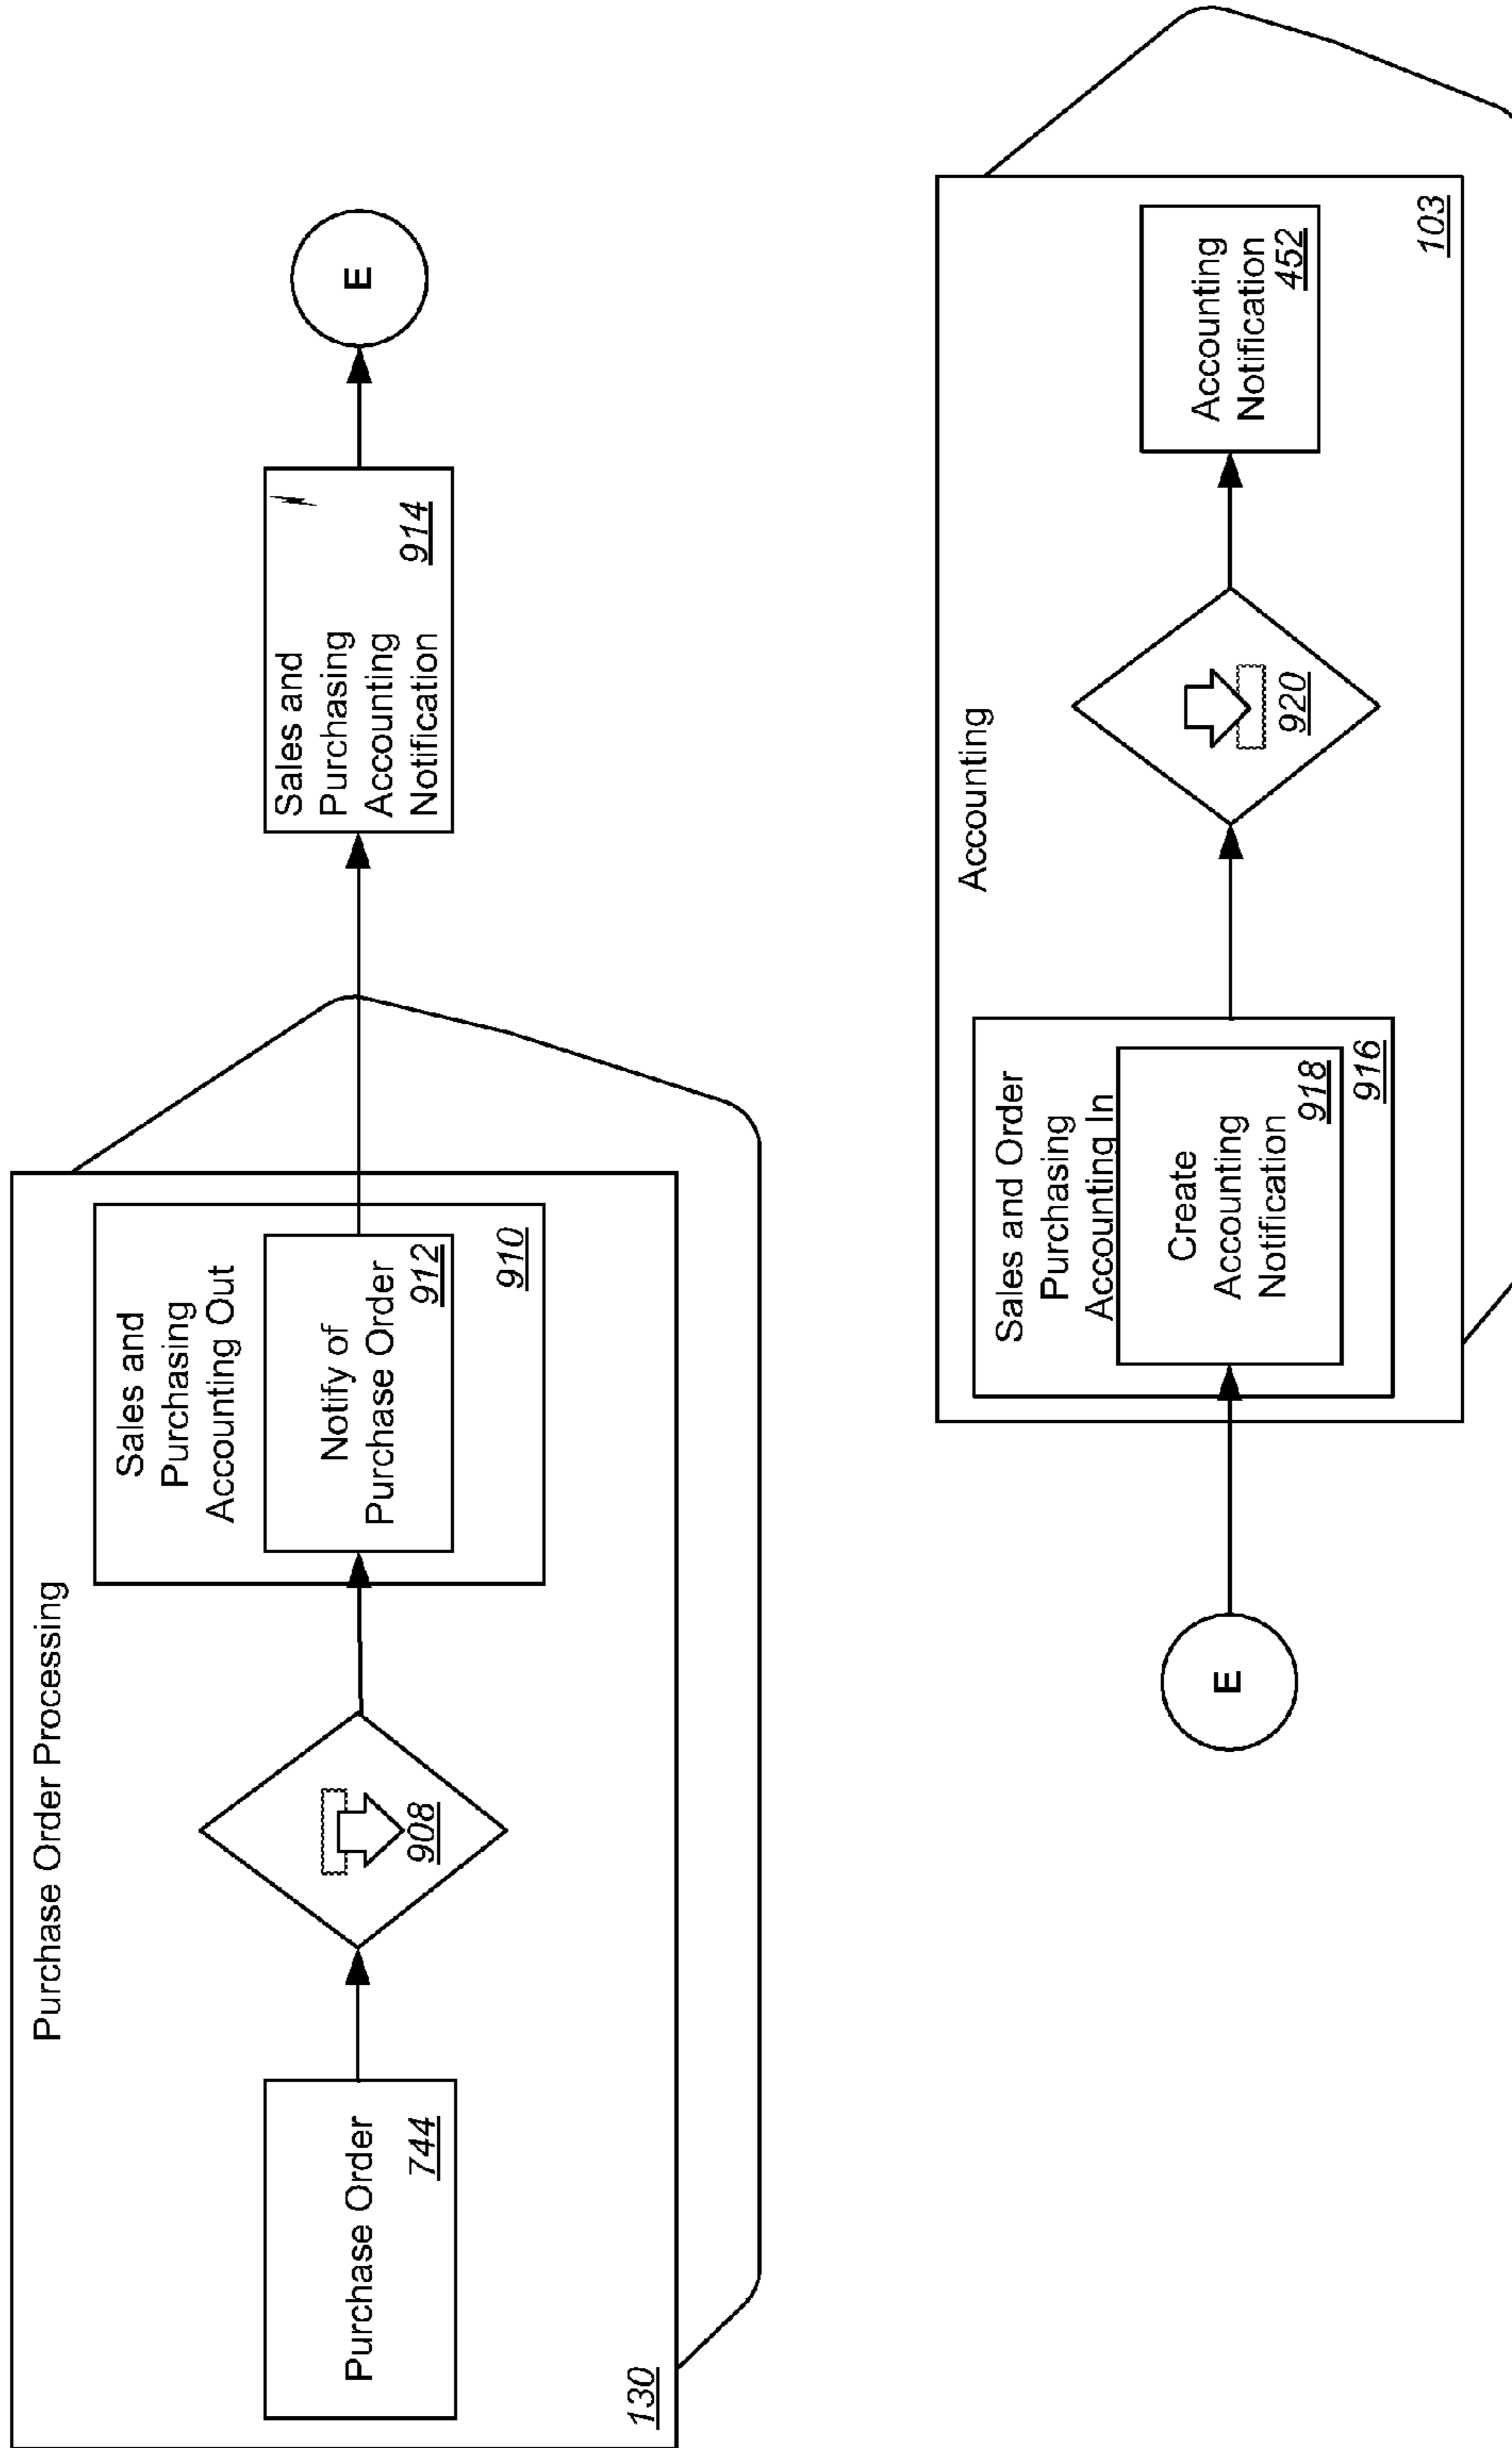 Purchase Order Processing
Purchase Order
744
908
Sales and
Purchasing
Accounting Out
Notify of
Purchase Order
912
910
130
Sales and
Purchasing
Accounting
Notification
914
E
E
Accounting
Sales and Order
Purchasing
Accounting In
Create
Accounting
Notification
918
916
920
Accounting
Notification
452
103